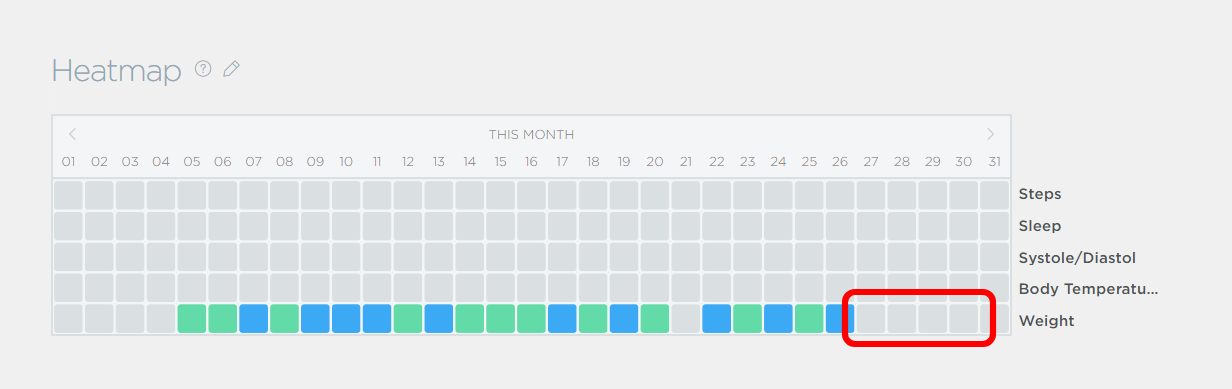 Heatmap ?
THIS MONTH
01 02 03 04 05 06 07 08 09 10 11 12 13 14 15 16 17 18 19 20 21 22 23 24 25 26 27 28 29 30 31
Steps
Sleep
Systole/Diastol
Body Temperatu...
Weight